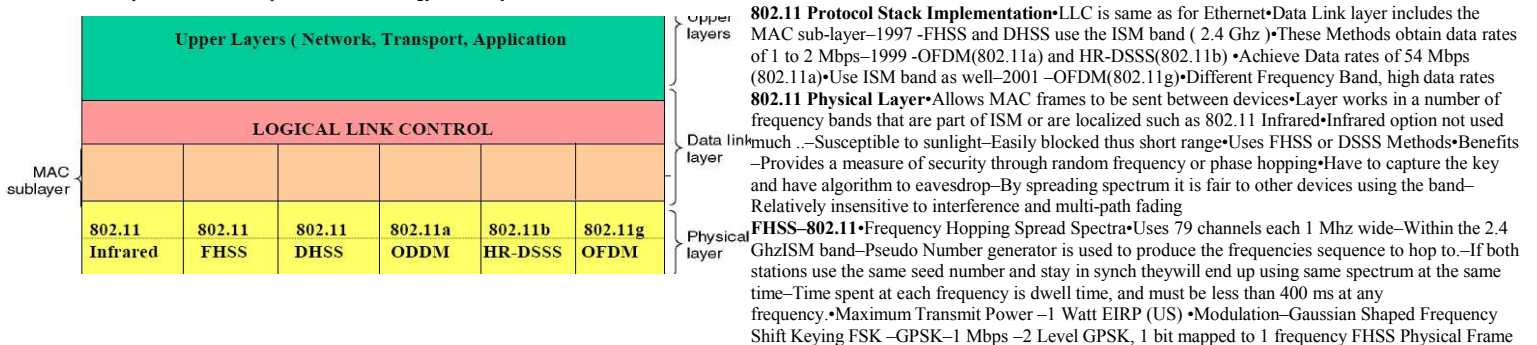 Upper
layers
Upper Layers ( Network, Transport, Application
LOGICAL LINK CONTROL
Data link
layer
MAC
sublayer
802.11 802.11 802.11 802.11a 802.11b 802.11g
Infrared FHSS DHSS ODDM HR-DSSS OFDM
Physical
layer
802.11 Protocol Stack Implementation•LLC is same as for Ethernet•Data Link layer includes the
MAC sub-layer–1997 -FHSS and DHSS use the ISM band ( 2.4 Ghz )•These Methods obtain data rates
of 1 to 2 Mbps–1999 -OFDM(802.11a) and HR-DSSS(802.11b) •Achieve Data rates of 54 Mbps
(802.11a)•Use ISM band as well–2001 –OFDM(802.11g)•Different Frequency Band, high data rates
802.11 Physical Layer•Allows MAC frames to be sent between devices•Layer works in a number of
frequency bands that are part of ISM or are localized such as 802.11 Infrared•Infrared option not used
much ..–Susceptible to sunlight–Easily blocked thus short range•Uses FHSS or DSSS Methods•Benefits
–Provides a measure of security through random frequency or phase hopping•Have to capture the key
and have algorithm to eavesdrop–By spreading spectrum it is fair to other devices using the band–
Relatively insensitive to interference and multi-path fading
FHSS–802.11•Frequency Hopping Spread Spectra•Uses 79 channels each 1 Mhz wide–Within the 2.4
GhzISM band–Pseudo Number generator is used to produce the frequencies sequence to hop to.–If both
stations use the same seed number and stay in synch theywill end up using same spectrum at the same
time–Time spent at each frequency is dwell time, and must be less than 400 ms at any
frequency.•Maximum Transmit Power –1 Watt EIRP (US) •Modulation–Gaussian Shaped Frequency
Shift Keying FSK –GPSK–1 Mbps –2 Level GPSK, 1 bit mapped to 1 frequency FHSS Physical Frame